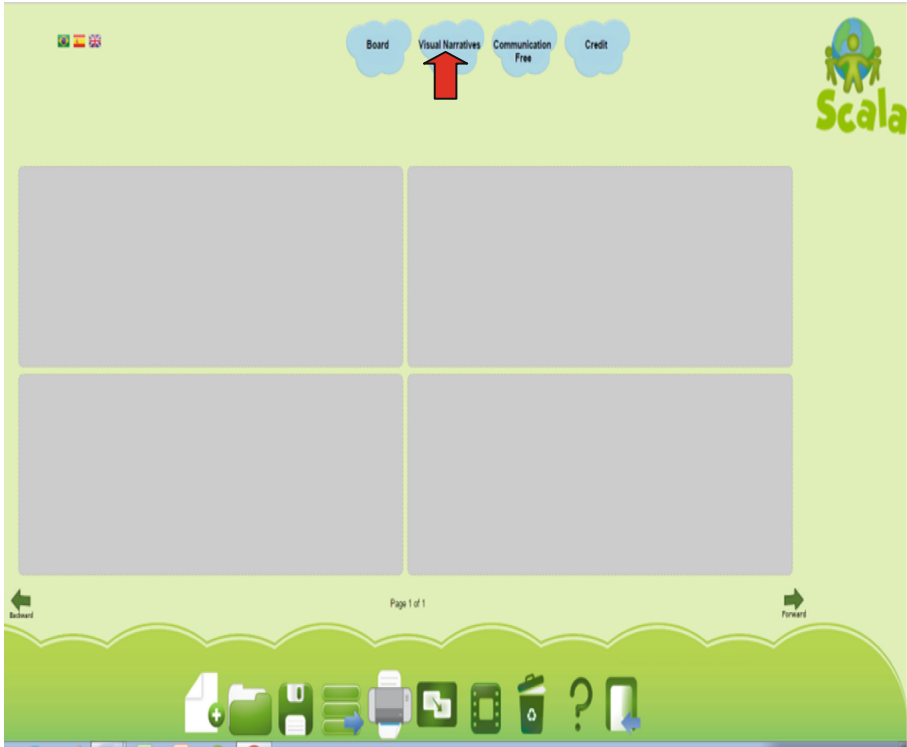 Board
Visual Narratives
Communication
Free
Credit
Scala
Backward
Page 1 of 1
Forward